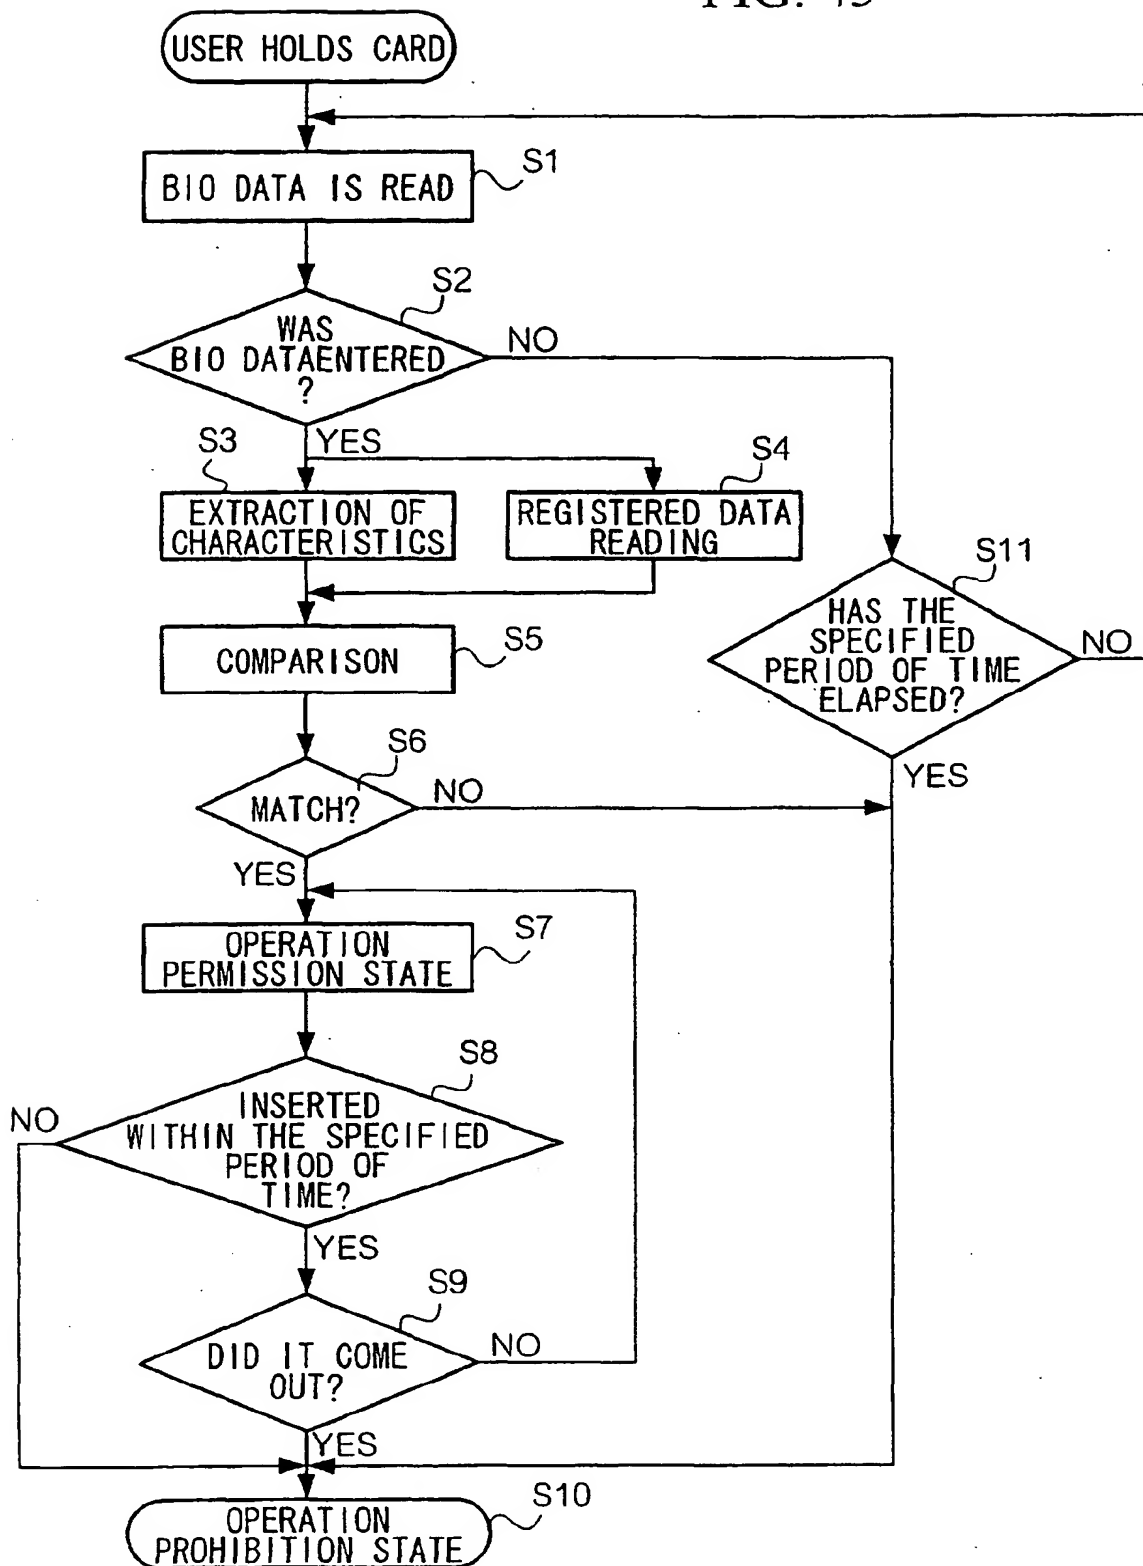 FIG. 43
USER HOLDS CARD
S1
BIO DATA IS READ
S2
WAS
BIO DATAENTERED
?
NO
YES
S3
EXTRACTION OF
CHARACTERISTICS
S4
REGISTERED DATA
READING
S11
HAS THE
SPECIFIED
PERIOD OF TIME
ELAPSED?
NO
YES
S5
COMPARISON
S6
MATCH?
NO
YES
S7
OPERATION
PERMISSION STATE
S8
INSERTED
WITHIN THE SPECIFIED
PERIOD OF
TIME?
NO
YES
S9
DID IT COME
OUT?
NO
YES
S10
OPERATION
PROHIBITION STATE